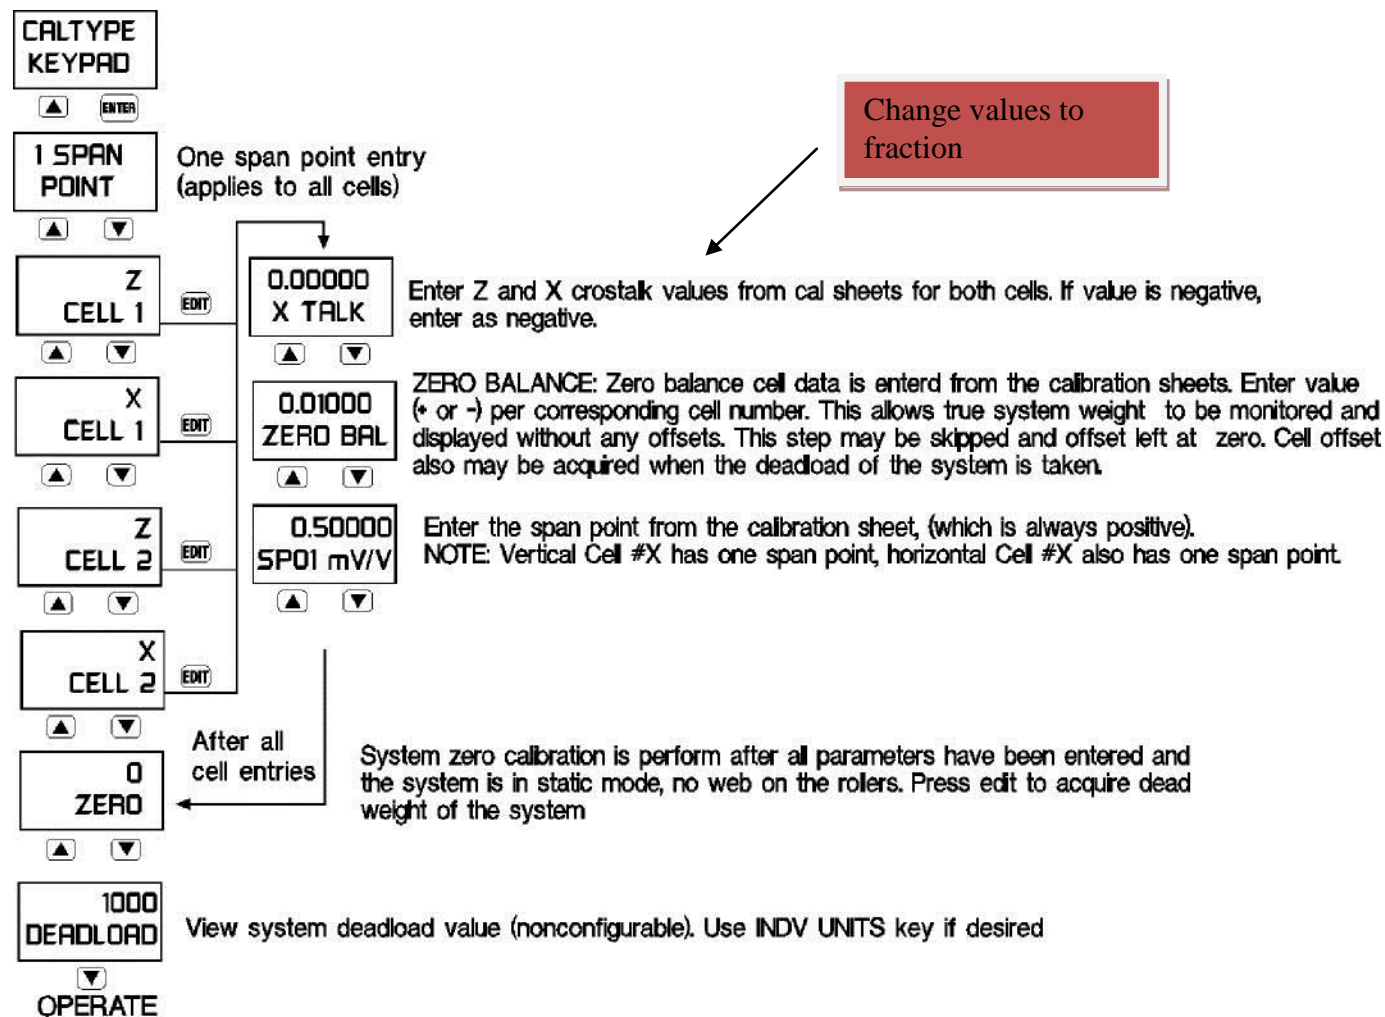 CALTYPE
KEYPAD
ENTER
Change values to
fraction
1 SPAN
POINT
One span point entry
(applies to all cells)
Z
CELL 1
EDIT
0.00000
X TALK
Enter Z and X crostalk values from cal sheets for both cells. If value is negative,
enter as negative.
X
CELL 1
EDIT
0.01000
ZERO BAL
ZERO BALANCE: Zero balance cell data is enterd from the calibration sheets. Enter value
(+ or -) per corresponding cell number. This allows true system weight to be monitored and
displayed without any offsets. This step may be skipped and offset left at zero. Cell offset
also may be acquired when the deadload of the system is taken.
Z
CELL 2
EDIT
0.50000
SP01 mV/V
Enter the span point from the calibration sheet, (which is always positive).
NOTE: Vertical Cell #X has one span point, horizontal Cell #X also has one span point.
X
CELL 2
EDIT
After all
cell entries
0
ZERO
System zero calibration is perform after all parameters have been entered and
the system is in static mode, no web on the rollers. Press edit to acquire dead
weight of the system
1000
DEADLOAD
View system deadload value (nonconfigurable). Use INDV UNITS key if desired
OPERATE